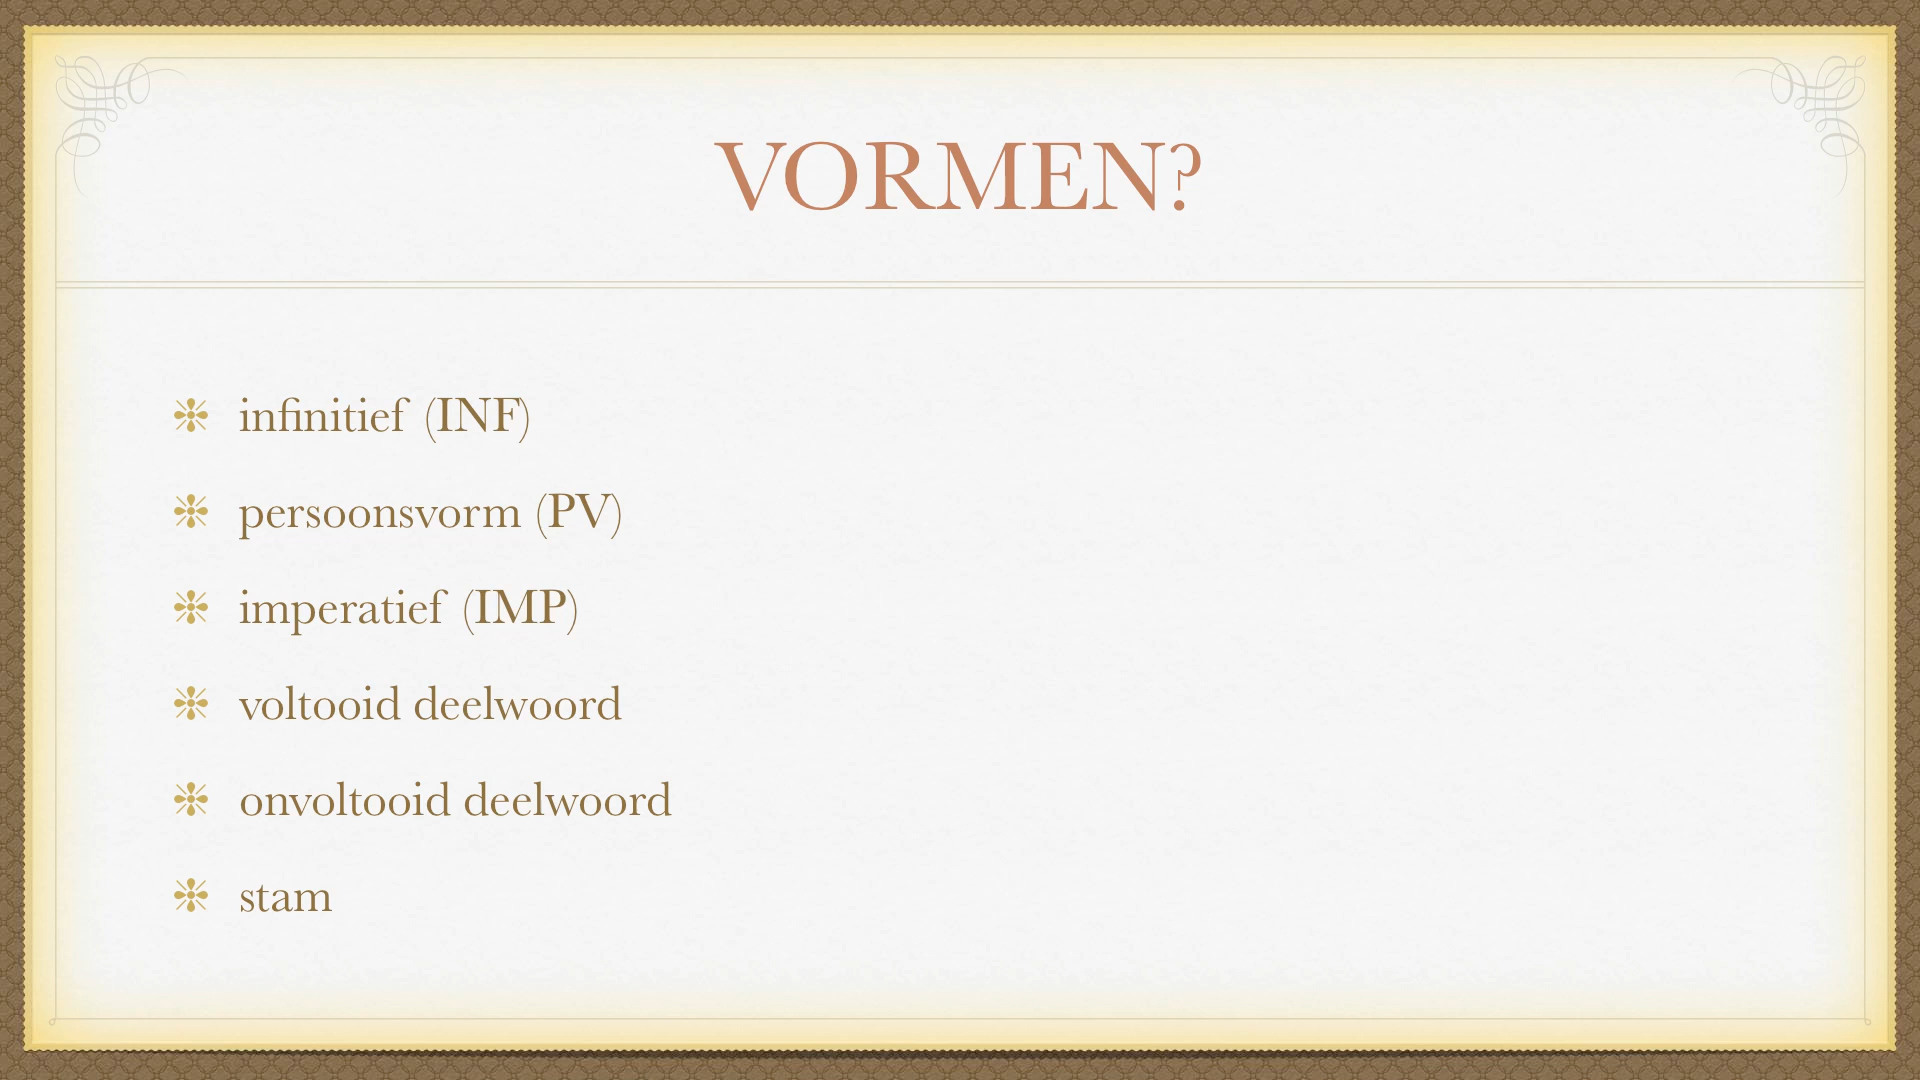 VORMEN?
infinitief (INF)
persoonsvorm (PV)
imperatief (IMP)
voltooid deelwoord
onvoltooid deelwoord
stam